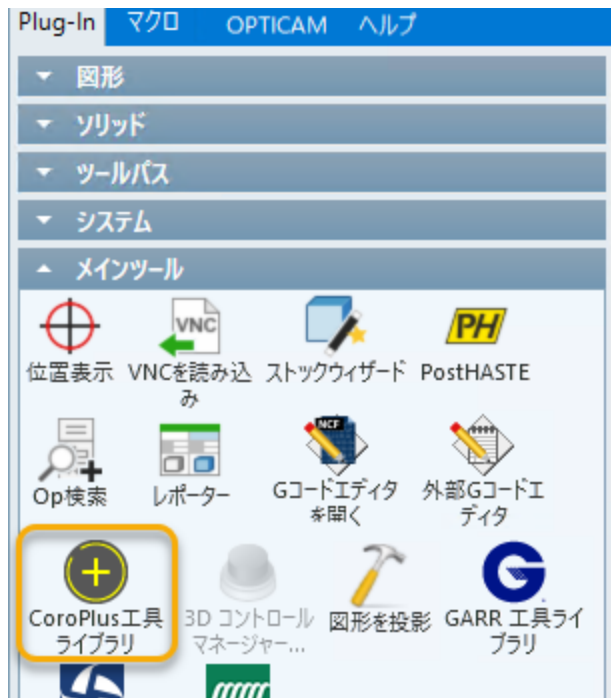 Plug-In マクロ OPTICAM ヘルプ
図形
ソリッド
ツールパス
システム
メインツール
VNC
PH
位置表示 VNCを読み込 ストックウィザード PostHASTE
み
NCF
Op検索 レポーター Gコードエディタ 外部Gコードエ
を開く ディタ
G
CoroPlus工具 3D コントロール 図形を投影 GARR 工具ライ
ライブラリ マネージャー... ブラリ